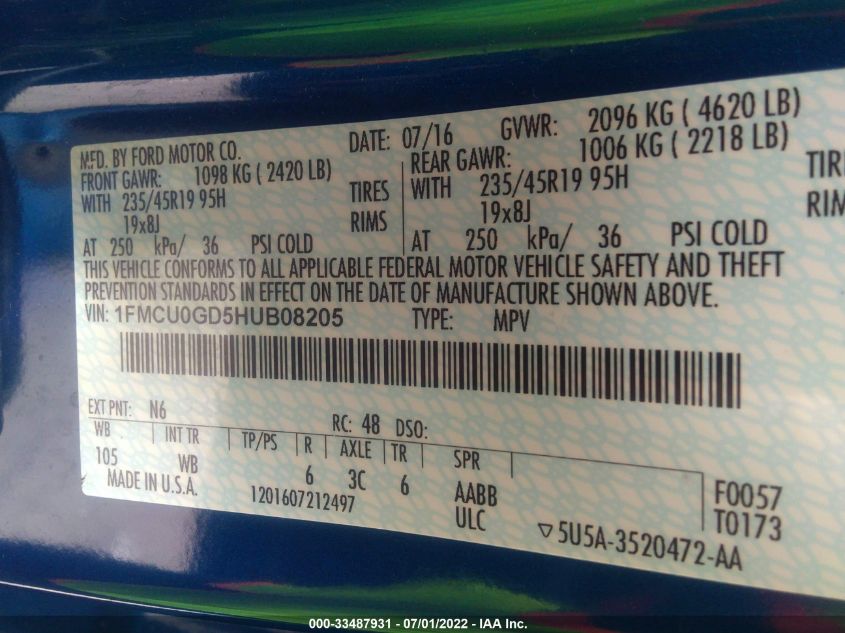 MFD. BY FORD MOTOR CO. DATE: 07/16 GVWR: 2096 KG ( 4620 LB)
FRONT GAWR: 1098 KG ( 2420 LB) REAR GAWR: 1006 KG ( 2218 LB)
WITH 235/45R19 95H TIRES WITH 235/45R19 95H TIRE
19x8J RIMS 19x8J RIM
AT 250 kPa/ 36 PSI COLD AT 250 kPa/ 36 PSI COLD
THIS VEHICLE CONFORMS TO ALL APPLICABLE FEDERAL MOTOR VEHICLE SAFETY AND THEFT
PREVENTION STANDARDS IN EFFECT ON THE DATE OF MANUFACTURE SHOWN ABOVE.
VIN: 1FMCU0GD5HUB08205 TYPE: MPV
EXT PNT: N6 RC: 48 DSO:
WB INT TR TP/PS R AXLE TR SPR
105 WB 6 3C 6 AABB F0057
MADE IN U.S.A. 1201607212497 ULC T0173
5U5A-3520472-AA
000-33487931 - 07/01/2022 - IAA Inc.